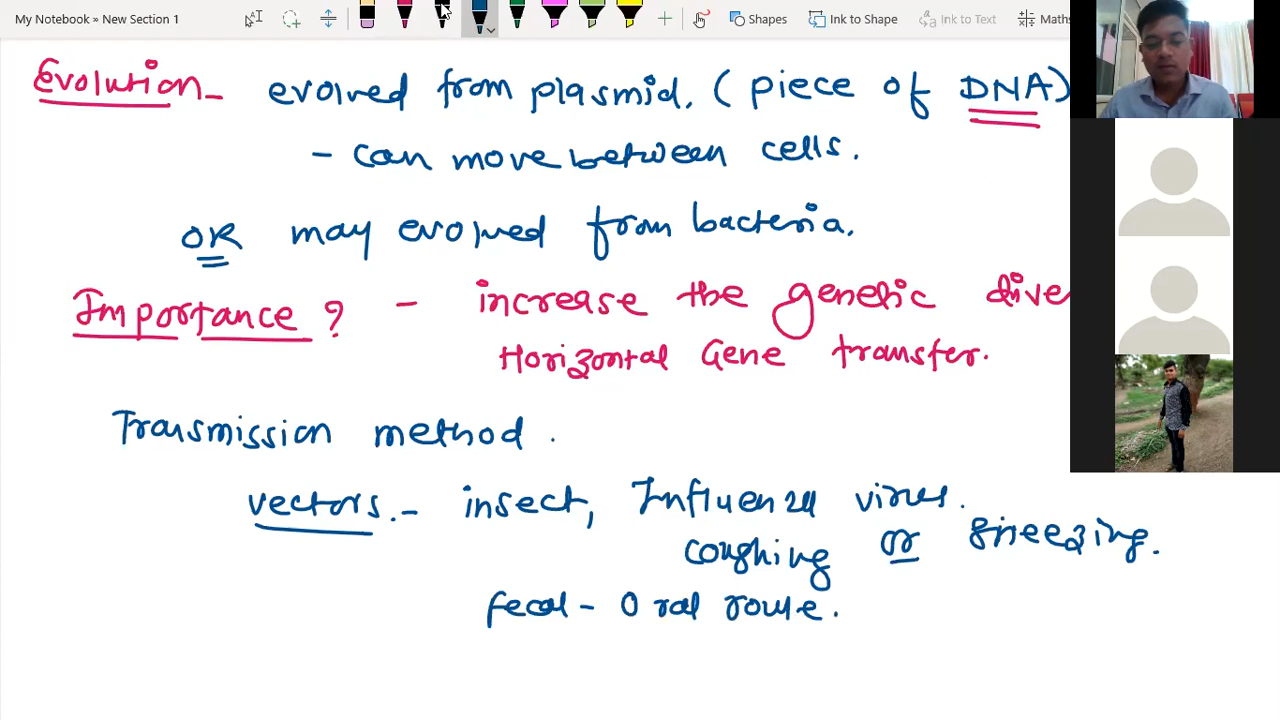 My Notebook » New Section 1
Shapes
Ink to Shape
Ink to Text
Maths
Evolution - evolved from plasmid. (piece of DNA)
- can move between cells.
OR may evolved from bacteria.
Importance ? - increase the genetic dive
Horizontal Gene transfer.
Transmission method.
vectors. - insect, Influenza virus.
coughing or sneezing.
fecal - Oral route.